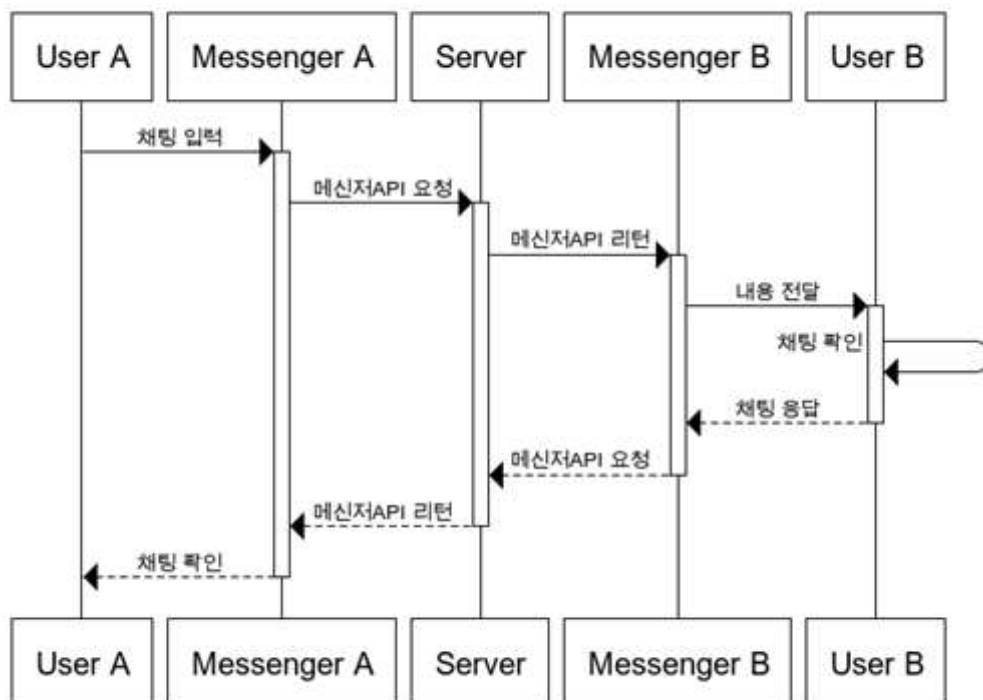 User A
Messenger A
Server
Messenger B
User B
채팅 입력
메신저API 요청
메신저API 리턴
내용 전달
채팅 확인
채팅 응답
메신저API 요청
메신저API 리턴
채팅 확인
User A
Messenger A
Server
Messenger B
User B